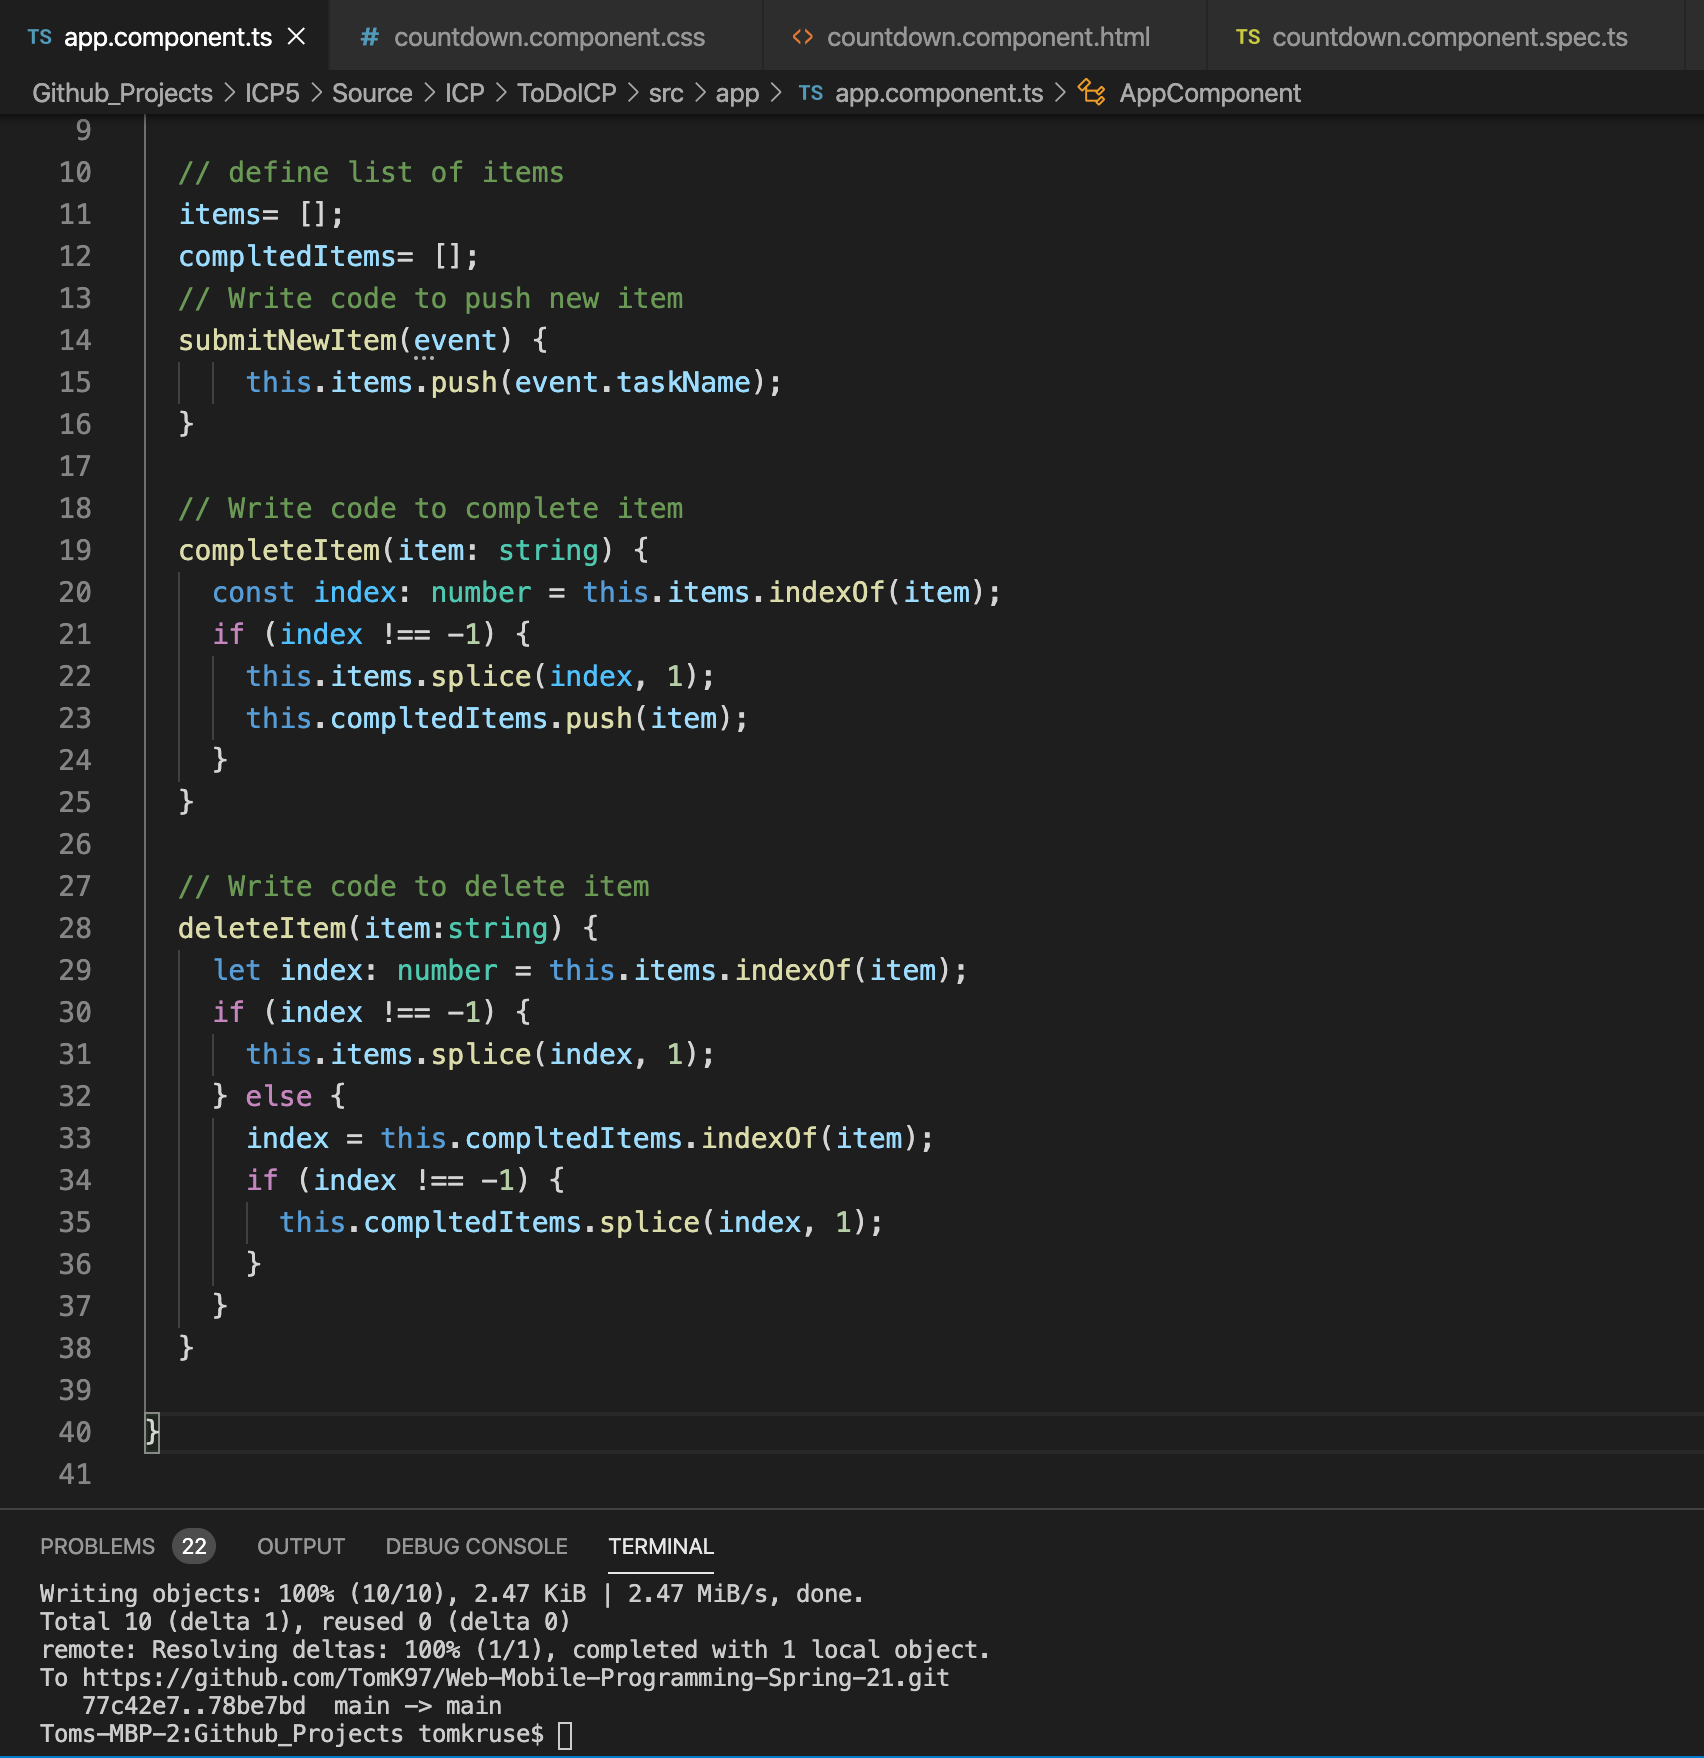 TS app.component.ts × # countdown.component.css <> countdown.component.html TS countdown.component.spec.ts
Github_Projects > ICP5 > Source > ICP > ToDoICP > src > app > TS app.component.ts > AppComponent
9
10 // define list of items
11 items= [];
12 compltedItems= [];
13 // Write code to push new item
14 submitNewItem(event) {
15 this.items.push(event.taskName);
16 }
17
18 // Write code to complete item
19 completeItem(item: string) {
20 const index: number = this.items.indexOf(item);
21 if (index !== -1) {
22 this.items.splice(index, 1);
23 this.compltedItems.push(item);
24 }
25 }
26
27 // Write code to delete item
28 deleteItem(item:string) {
29 let index: number = this.items.indexOf(item);
30 if (index !== -1) {
31 this.items.splice(index, 1);
32 } else {
33 index = this.compltedItems.indexOf(item);
34 if (index !== -1) {
35 this.compltedItems.splice(index, 1);
36 }
37 }
38 }
39
40 }
41
PROBLEMS 22 OUTPUT DEBUG CONSOLE TERMINAL
Writing objects: 100% (10/10), 2.47 KiB | 2.47 MiB/s, done.
Total 10 (delta 1), reused 0 (delta 0)
remote: Resolving deltas: 100% (1/1), completed with 1 local object.
To https://github.com/TomK97/Web-Mobile-Programming-Spring-21.git
77c42e7..78be7bd main -> main
Toms-MBP-2:Github_Projects tomkruse$